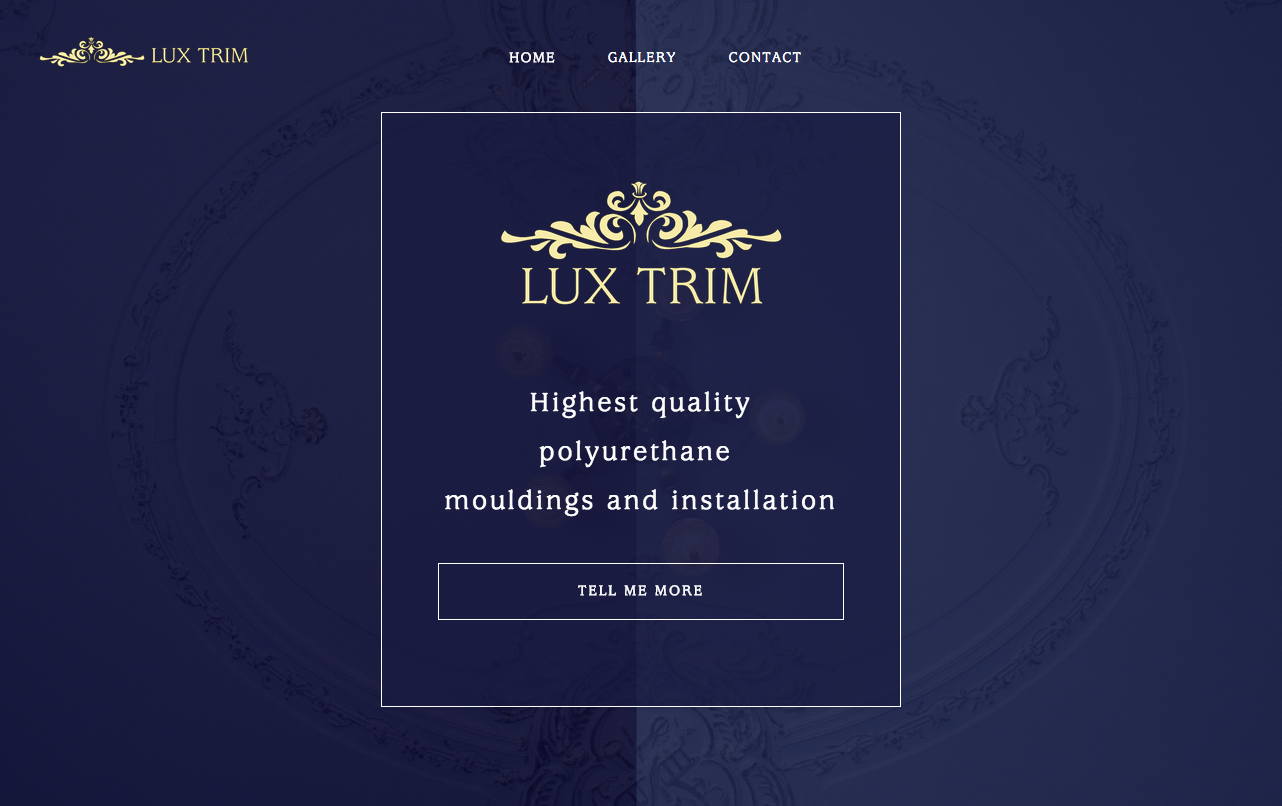 LUX TRIM
HOME GALLERY CONTACT
LUX TRIM
Highest quality
polyurethane
mouldings and installation
TELL ME MORE